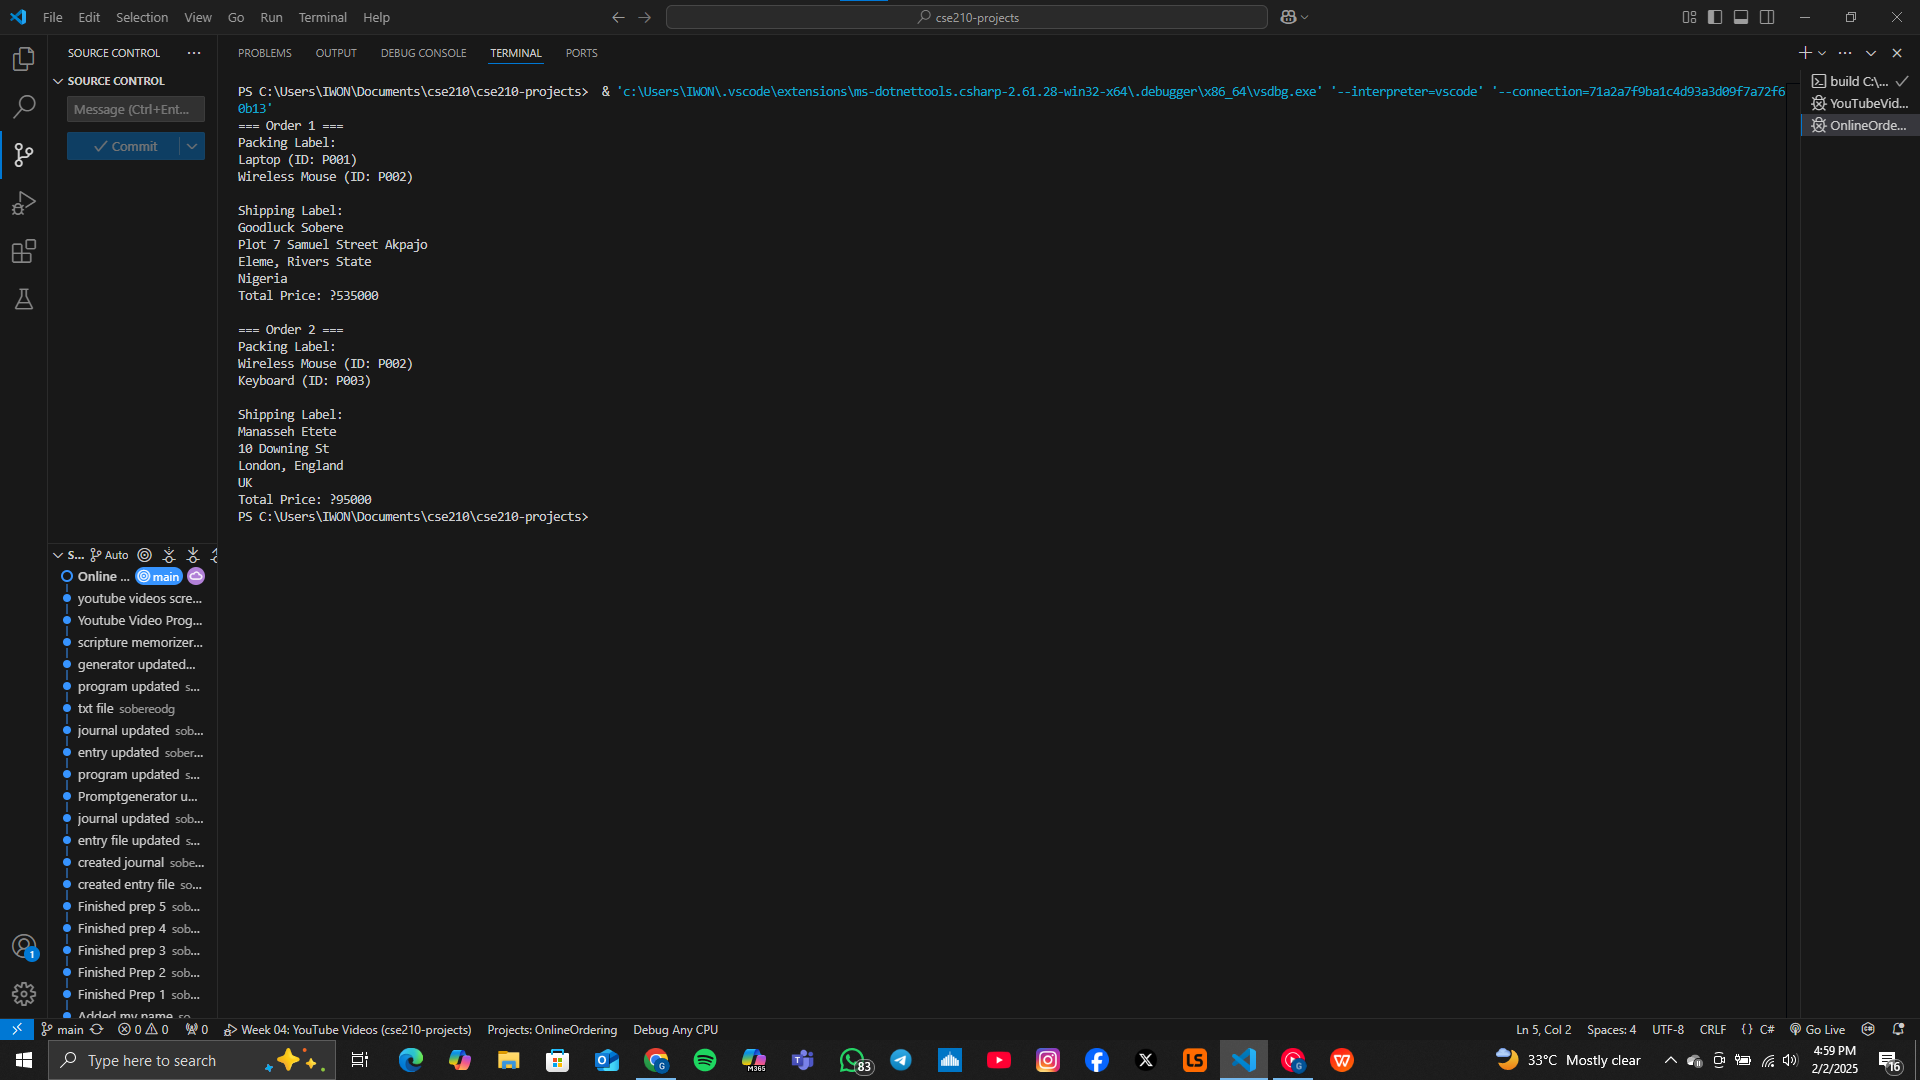 File Edit Selection View Go Run Terminal Help
cse210-projects
SOURCE CONTROL
PROBLEMS OUTPUT DEBUG CONSOLE TERMINAL PORTS
SOURCE CONTROL
Message (Ctrl+Ent...
Commit
PS C:\Users\IWON\Documents\cse210\cse210-projects>  & 'c:\Users\IWON\.vscode\extensions\ms-dotnettools.csharp-2.61.28-win32-x64\.debugger\x86_64\vsdbg.exe' '--interpreter=vscode' '--connection=71a2a7f9ba1c4d93a3d09f7a72f6
0b13'
=== Order 1 ===
Packing Label:
Laptop (ID: P001)
Wireless Mouse (ID: P002)
Shipping Label:
Goodluck Sobere
Plot 7 Samuel Street Akpajo
Eleme, Rivers State
Nigeria
Total Price: ?535000
=== Order 2 ===
Packing Label:
Wireless Mouse (ID: P002)
Keyboard (ID: P003)
Shipping Label:
Manasseh Etete
10 Downing St
London, England
UK
Total Price: ?95000
PS C:\Users\IWON\Documents\cse210\cse210-projects>
build C:\...
YouTubeVid...
OnlineOrde...
S... Auto
Online ... main
youtube videos scre...
Youtube Video Prog...
scripture memorizer...
generator updated...
program updated s...
txt file sobereodg
journal updated sob...
entry updated sober...
program updated s...
Promptgenerator u...
journal updated sob...
entry file updated s...
created journal sobe...
created entry file so...
Finished prep 5 sob...
Finished prep 4 sob...
Finished prep 3 sob...
Finished Prep 2 sob...
Finished Prep 1 sob...
Added my name so...
1
main 0 0 0 Week 04: YouTube Videos (cse210-projects) Projects: OnlineOrdering Debug Any CPU
Ln 5, Col 2 Spaces: 4 UTF-8 CRLF {} C# Go Live
Type here to search
M365
83
LS
33°C Mostly clear
4:59 PM
2/2/2025
16